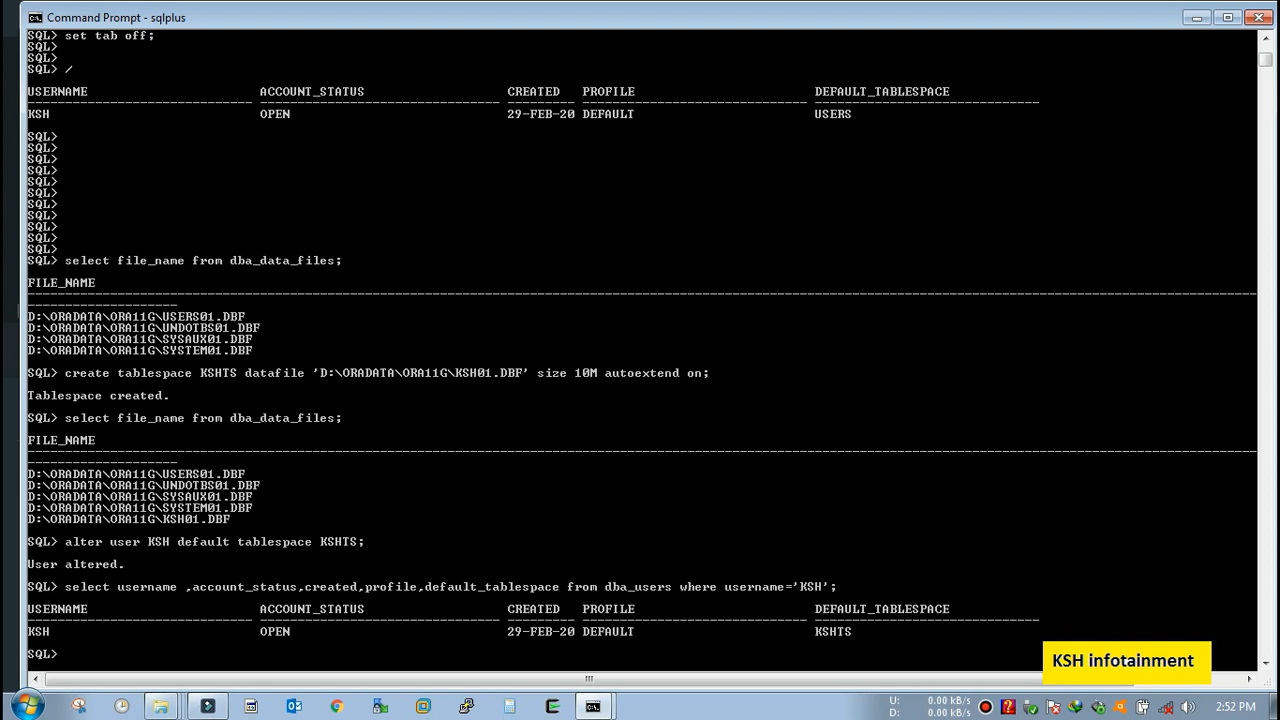 Command Prompt - sqlplus
SQL> set tab off;
SQL>
SQL>
SQL> /
USERNAME ACCOUNT_STATUS CREATED PROFILE DEFAULT_TABLESPACE
KSH OPEN 29-FEB-20 DEFAULT USERS
SQL>
SQL>
SQL>
SQL>
SQL>
SQL>
SQL>
SQL>
SQL>
SQL>
SQL>
SQL> select file_name from dba_data_files;
FILE_NAME
D:\ORADATA\ORA11G\USERS01.DBF
D:\ORADATA\ORA11G\UNDOTBS01.DBF
D:\ORADATA\ORA11G\SYSAUX01.DBF
D:\ORADATA\ORA11G\SYSTEM01.DBF
SQL> create tablespace KSHTS datafile 'D:\ORADATA\ORA11G\KSH01.DBF' size 10M autoextend on;
Tablespace created.
SQL> select file_name from dba_data_files;
FILE_NAME
D:\ORADATA\ORA11G\USERS01.DBF
D:\ORADATA\ORA11G\UNDOTBS01.DBF
D:\ORADATA\ORA11G\SYSAUX01.DBF
D:\ORADATA\ORA11G\SYSTEM01.DBF
D:\ORADATA\ORA11G\KSH01.DBF
SQL> alter user KSH default tablespace KSHTS;
User altered.
SQL> select username ,account_status,created,profile,default_tablespace from dba_users where username='KSH';
USERNAME ACCOUNT_STATUS CREATED PROFILE DEFAULT_TABLESPACE
KSH OPEN 29-FEB-20 DEFAULT KSHTS
SQL>
KSH infotainment
U: 0.00 kB/s
D: 0.00 kB/s
2:52 PM